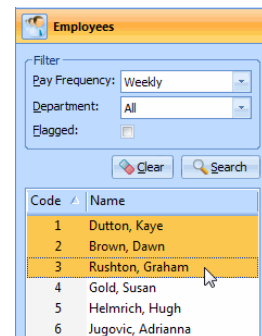 Employees
Filter
Pay Frequency: Weekly
Department: All
Flagged:
Clear Search
Code Name
1 Dutton, Kaye
2 Brown, Dawn
3 Rushton, Graham
4 Gold, Susan
5 Helmrich, Hugh
6 Jugovic, Adrianna